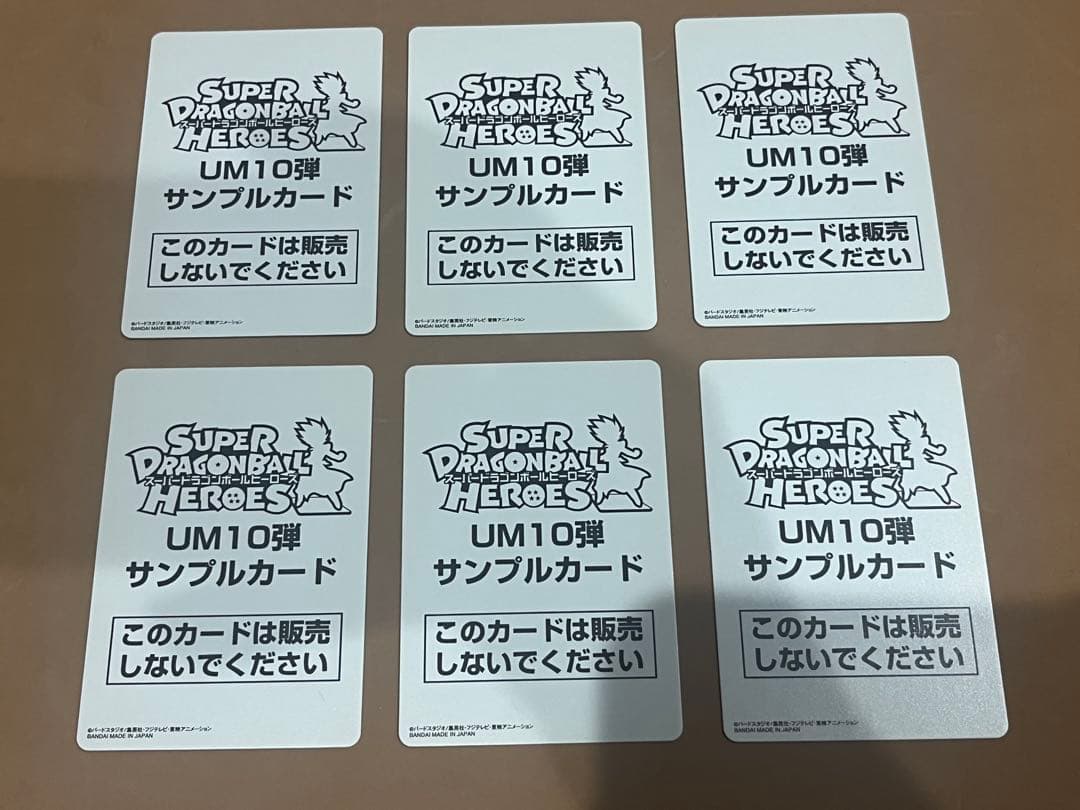 SUPER
DRAGONBALL
スーパードラゴンボールヒーローズ
HEROES
UM10弾
サンプルカード
このカードは販売
しないでください
©バードスタジオ/集英社・フジテレビ・東映アニメーション
BANDAI MADE IN JAPAN
SUPER
DRAGONBALL
スーパードラゴンボールヒーローズ
HEROES
UM10弾
サンプルカード
このカードは販売
しないでください
©バードスタジオ/集英社・フジテレビ・東映アニメーション
BANDAI MADE IN JAPAN
SUPER
DRAGONBALL
スーパードラゴンボールヒーローズ
HEROES
UM10弾
サンプルカード
このカードは販売
しないでください
©バードスタジオ/集英社・フジテレビ・東映アニメーション
BANDAI MADE IN JAPAN
SUPER
DRAGONBALL
スーパードラゴンボールヒーローズ
HEROES
UM10弾
サンプルカード
このカードは販売
しないでください
©バードスタジオ/集英社・フジテレビ・東映アニメーション
BANDAI MADE IN JAPAN
SUPER
DRAGONBALL
スーパードラゴンボールヒーローズ
HEROES
UM10弾
サンプルカード
このカードは販売
しないでください
©バードスタジオ/集英社・フジテレビ・東映アニメーション
BANDAI MADE IN JAPAN
SUPER
DRAGONBALL
スーパードラゴンボールヒーローズ
HEROES
UM10弾
サンプルカード
このカードは販売
しないでください
©バードスタジオ/集英社・フジテレビ・東映アニメーション
BANDAI MADE IN JAPAN